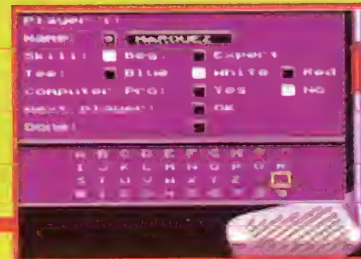 Player 1:
Name: MARQUEZ
Skill: Beg. Expert
Tee: Blue White Red
Computer Pro: Yes No
Next Player: OK
Done:
A B C D E F G H
I J K L M N O P Q R
S T U V W X Y Z